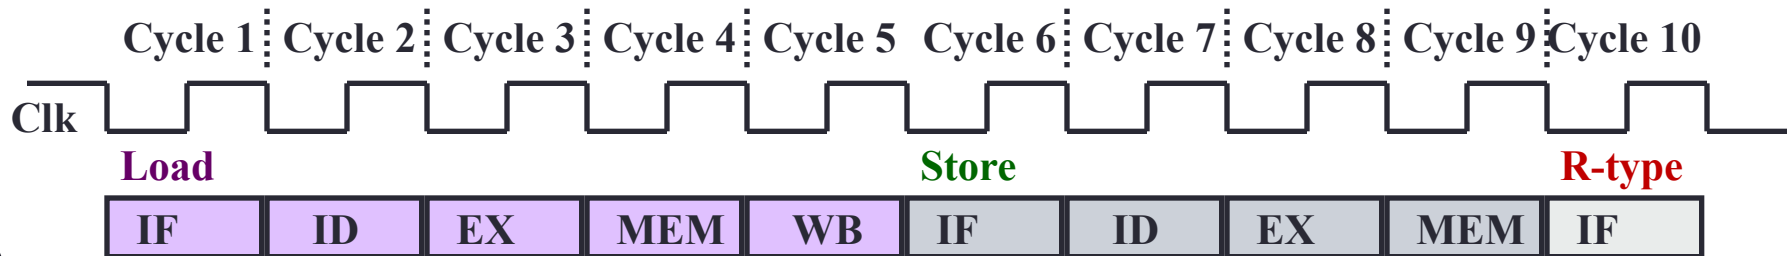 Cycle 1 Cycle 2 Cycle 3 Cycle 4 Cycle 5 Cycle 6 Cycle 7 Cycle 8 Cycle 9 Cycle 10
Clk
Load Store R-type
IF ID EX MEM WB IF ID EX MEM IF